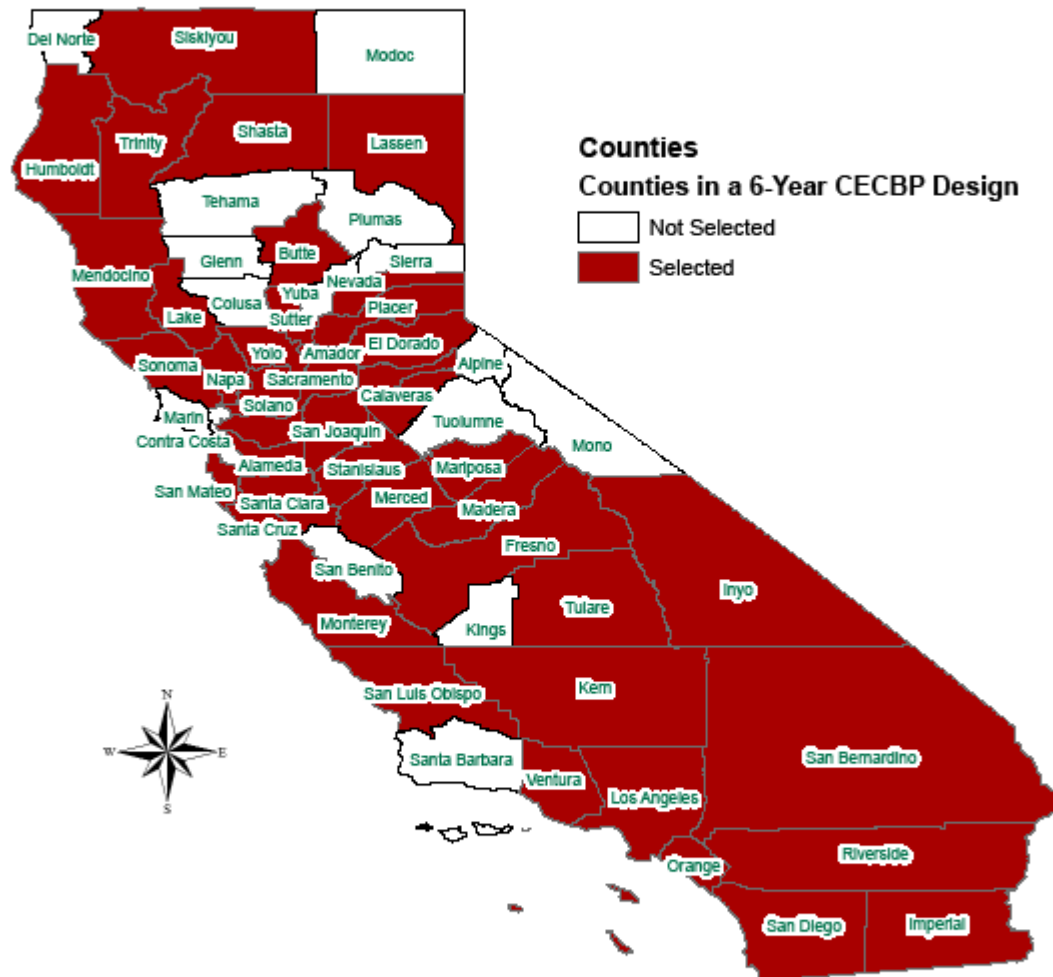 Del Norte
Siskiyou
Modoc
Shasta
Lassen
Trinity
Humboldt
Counties
Counties in a 6-Year CECBP Design
Not Selected
Selected
Tehama
Plumas
Butte
Glenn
Sierra
Mendocino
Nevada
Yuba
Colusa
Placer
Lake
Sutter
El Dorado
Yolo
Amador
Sonoma
Alpine
Napa
Sacramento
Calaveras
Solano
Marin
Tuolumne
San Joaquin
Contra Costa
Mono
Alameda
Stanislaus
Mariposa
San Mateo
Merced
Santa Clara
Madera
Santa Cruz
Fresno
San Benito
Inyo
Tulare
Monterey
Kings
San Luis Obispo
Kern
N
W
E
S
Santa Barbara
San Bernardino
Ventura
Los Angeles
Riverside
Orange
San Diego
Imperial